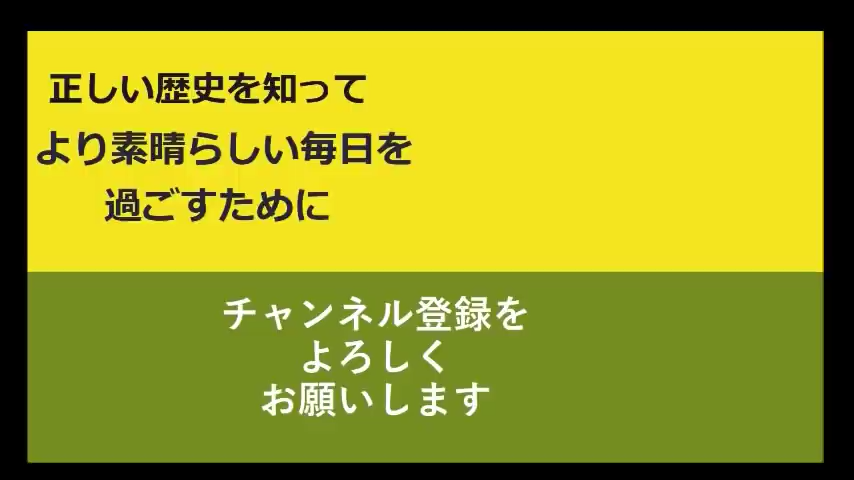 正しい歴史を知って
より素晴らしい毎日を
過ごすために
チャンネル登録を
よろしく
お願いします